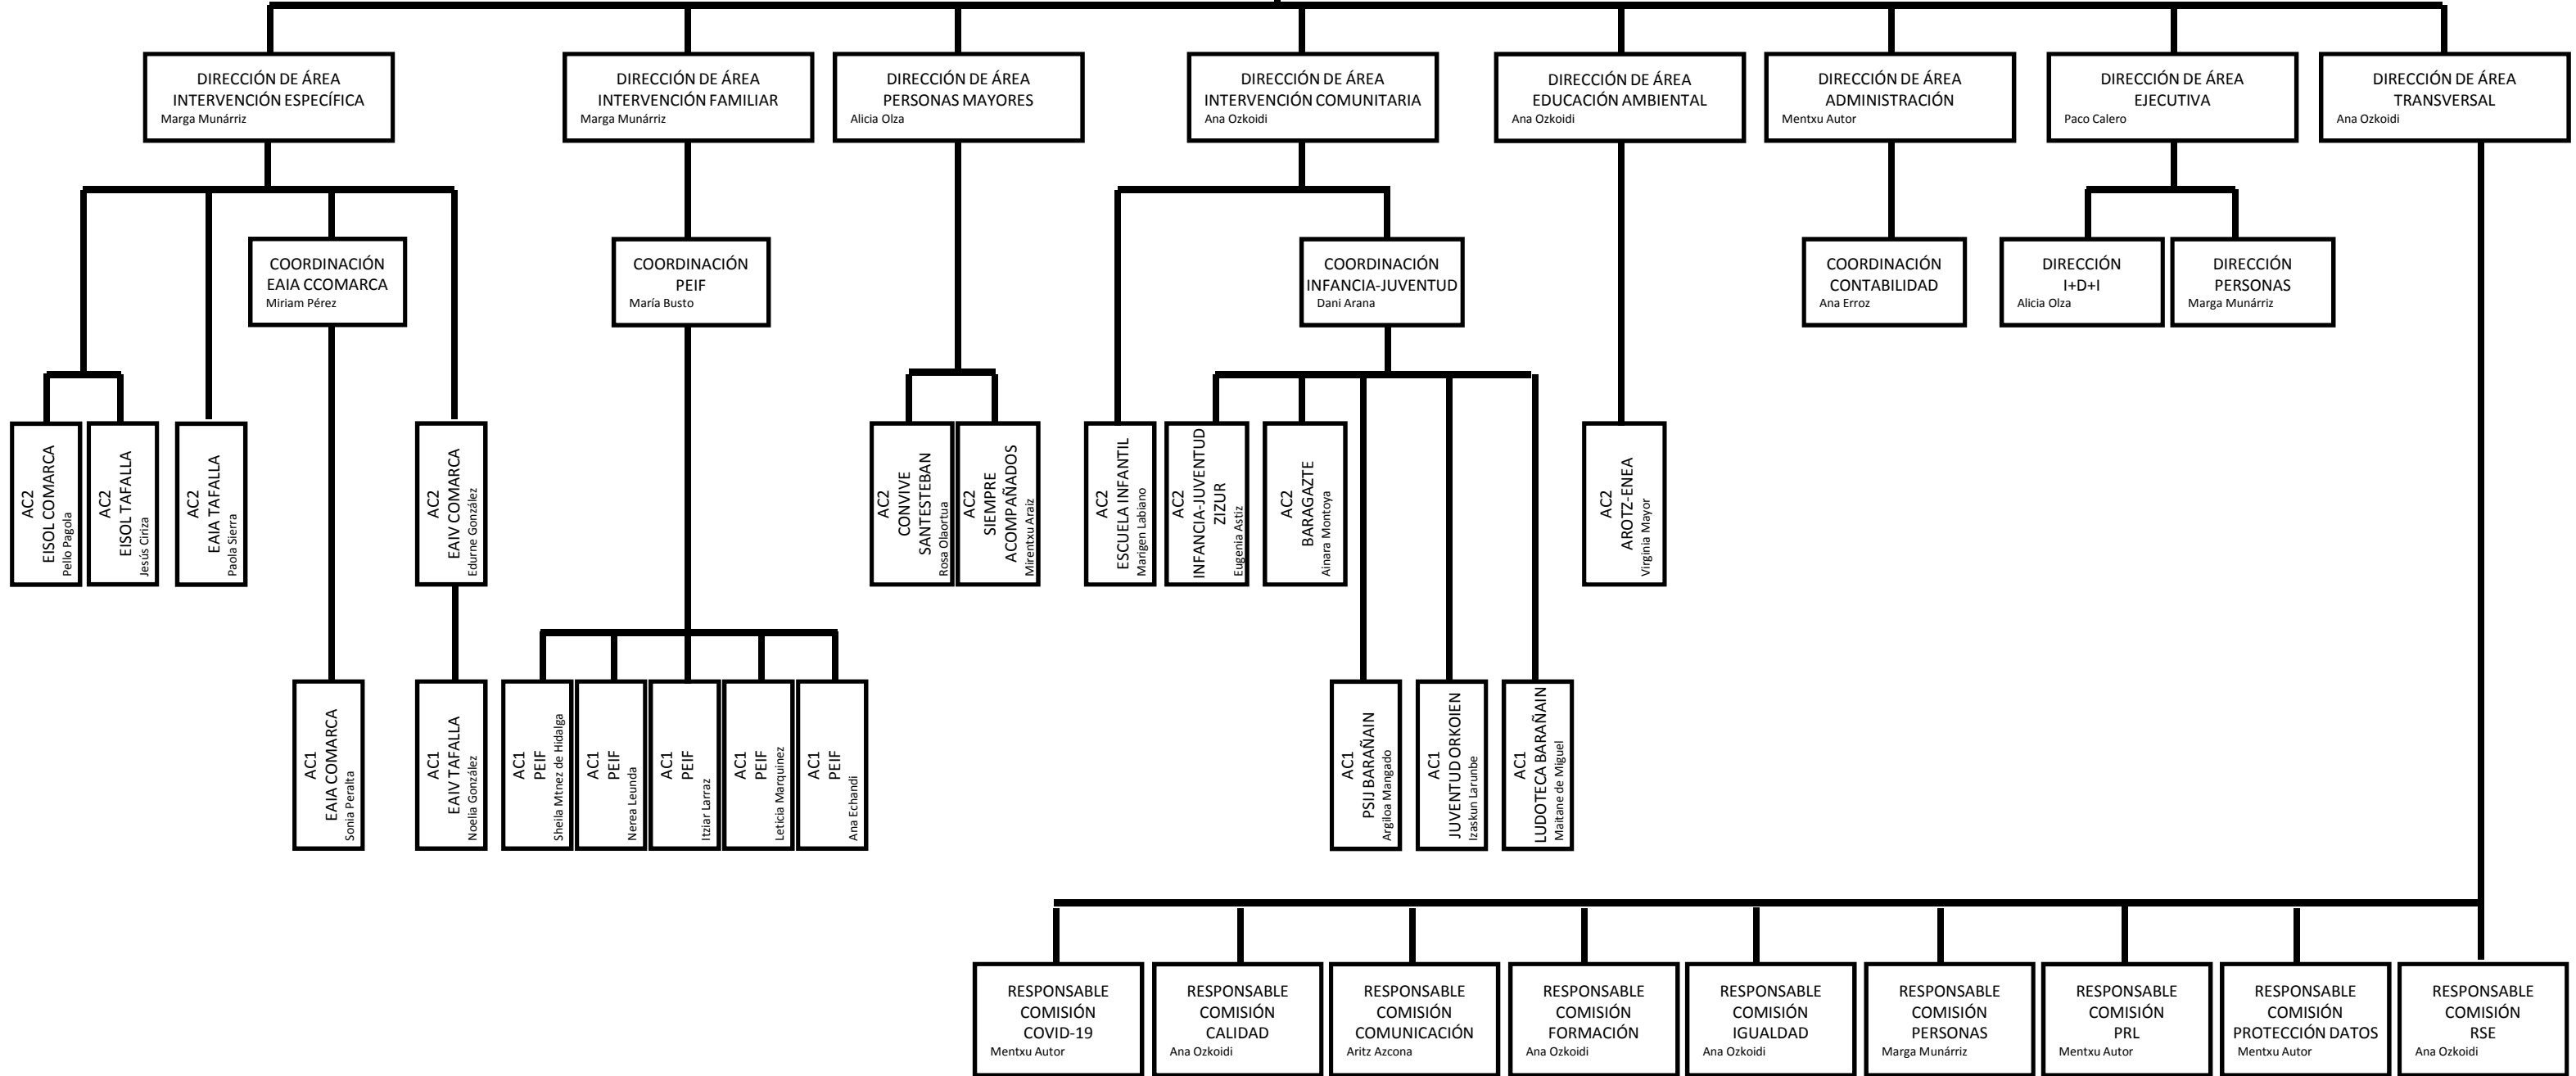 DIRECCIÓN DE ÁREA
INTERVENCIÓN ESPECÍFICA
Marga Munárriz
DIRECCIÓN DE ÁREA
INTERVENCIÓN FAMILIAR
Marga Munárriz
DIRECCIÓN DE ÁREA
PERSONAS MAYORES
Alicia Olza
DIRECCIÓN DE ÁREA
INTERVENCIÓN COMUNITARIA
Ana Ozkoidi
DIRECCIÓN DE ÁREA
EDUCACIÓN AMBIENTAL
Ana Ozkoidi
DIRECCIÓN DE ÁREA
ADMINISTRACIÓN
Mentxu Autor
DIRECCIÓN DE ÁREA
EJECUTIVA
Paco Calero
DIRECCIÓN DE ÁREA
TRANSVERSAL
Ana Ozkoidi
COORDINACIÓN
EAIA CCOMARCA
Miriam Pérez
COORDINACIÓN
PEIF
María Busto
COORDINACIÓN
INFANCIA-JUVENTUD
Dani Arana
COORDINACIÓN
CONTABILIDAD
Ana Erroz
DIRECCIÓN
I+D+I
Alicia Olza
DIRECCIÓN
PERSONAS
Marga Munárriz
AC2
EISOL COMARCA
Pello Pagola
AC2
EISOL TAFALLA
Jesús Ciriza
AC2
EAIA TAFALLA
Paola Sierra
AC2
EAIV COMARCA
Edurne González
AC2
CONVIVE
SANTESTEBAN
Rosa Olaortua
AC2
SIEMPRE
ACOMPAÑADOS
Mirentxu Araiz
AC2
ESCUELA INFANTIL
Marigen Labiano
AC2
INFANCIA-JUVENTUD
ZIZUR
Eugenia Astiz
AC2
BARAGAZTE
Ainara Montoya
AC2
AROTZ-ENEA
Virginia Mayor
AC1
EAIA COMARCA
Sonia Peralta
AC1
EAIV TAFALLA
Noelia González
AC1
PEIF
Sheila Mtnez de Hidalga
AC1
PEIF
Nerea Leunda
AC1
PEIF
Itziar Larraz
AC1
PEIF
Leticia Marquinez
AC1
PEIF
Ana Echandi
AC1
PSIJ BARAÑAIN
Argiloa Mangado
AC1
JUVENTUD ORKOIEN
Izaskun Larunbe
AC1
LUDOTECA BARAÑAIN
Maitane de Miguel
RESPONSABLE
COMISIÓN
COVID-19
Mentxu Autor
RESPONSABLE
COMISIÓN
CALIDAD
Ana Ozkoidi
RESPONSABLE
COMISIÓN
COMUNICACIÓN
Aritz Azcona
RESPONSABLE
COMISIÓN
FORMACIÓN
Ana Ozkoidi
RESPONSABLE
COMISIÓN
IGUALDAD
Ana Ozkoidi
RESPONSABLE
COMISIÓN
PERSONAS
Marga Munárriz
RESPONSABLE
COMISIÓN
PRL
Mentxu Autor
RESPONSABLE
COMISIÓN
PROTECCIÓN DATOS
Mentxu Autor
RESPONSABLE
COMISIÓN
RSE
Ana Ozkoidi